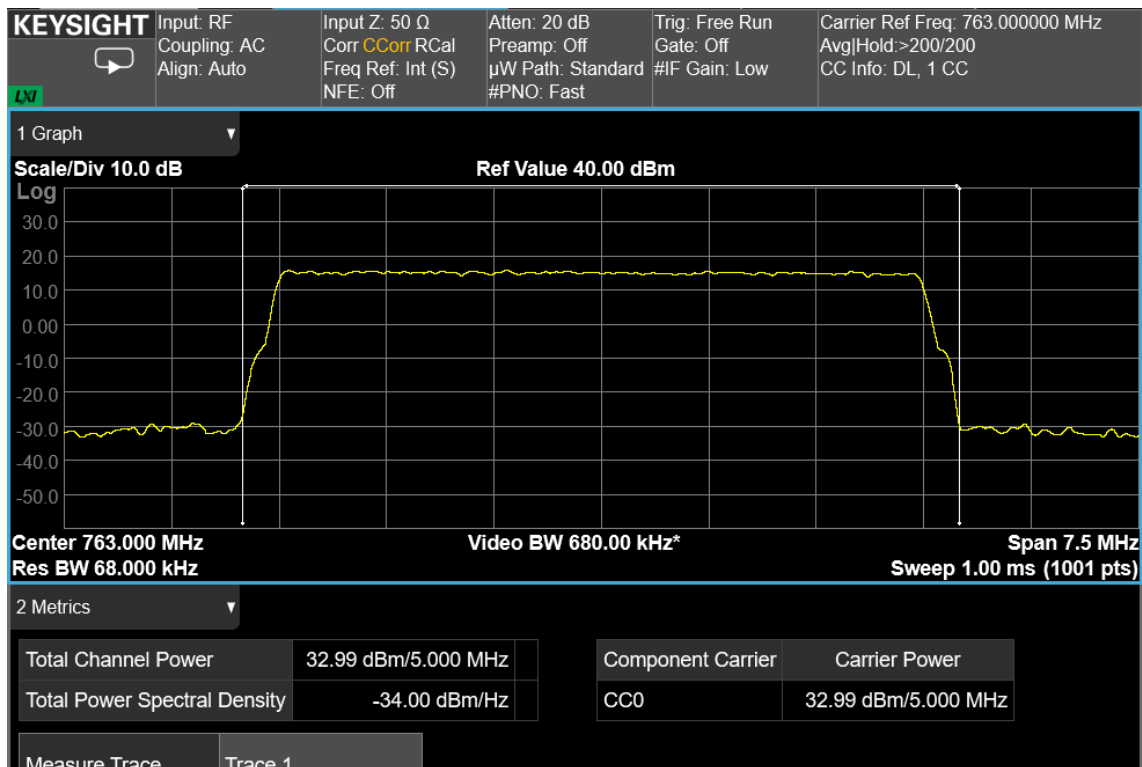 KEYSIGHT
LXI
Input: RF
Coupling: AC
Align: Auto
Input Z: 50 Ω
Corr CCorr RCal
Freq Ref: Int (S)
NFE: Off
Atten: 20 dB
Preamp: Off
µW Path: Standard
#PNO: Fast
Trig: Free Run
Gate: Off
#IF Gain: Low
Carrier Ref Freq: 763.000000 MHz
Avg|Hold:>200/200
CC Info: DL, 1 CC
1 Graph
Scale/Div 10.0 dB
Ref Value 40.00 dBm
Log
30.0
20.0
10.0
0.00
-10.0
-20.0
-30.0
-40.0
-50.0
Center 763.000 MHz
Video BW 680.00 kHz*
Span 7.5 MHz
Res BW 68.000 kHz
Sweep 1.00 ms (1001 pts)
2 Metrics
Total Channel Power 32.99 dBm/5.000 MHz
Total Power Spectral Density -34.00 dBm/Hz
Component Carrier Carrier Power
CC0 32.99 dBm/5.000 MHz
Measure Trace Trace 1